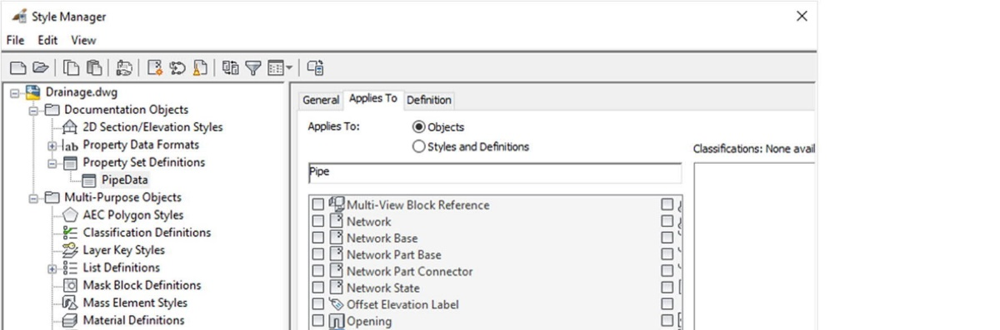 Style Manager
File Edit View
Drainage.dwg
Documentation Objects
2D Section/Elevation Styles
Property Data Formats
Property Set Definitions
PipeData
Multi-Purpose Objects
AEC Polygon Styles
Classification Definitions
Layer Key Styles
List Definitions
Mask Block Definitions
Mass Element Styles
Material Definitions
General Applies To Definition
Applies To: Objects
Styles and Definitions
Classifications: None avail
Pipe
Multi-View Block Reference
Network
Network Base
Network Part Base
Network Part Connector
Network State
Offset Elevation Label
Opening